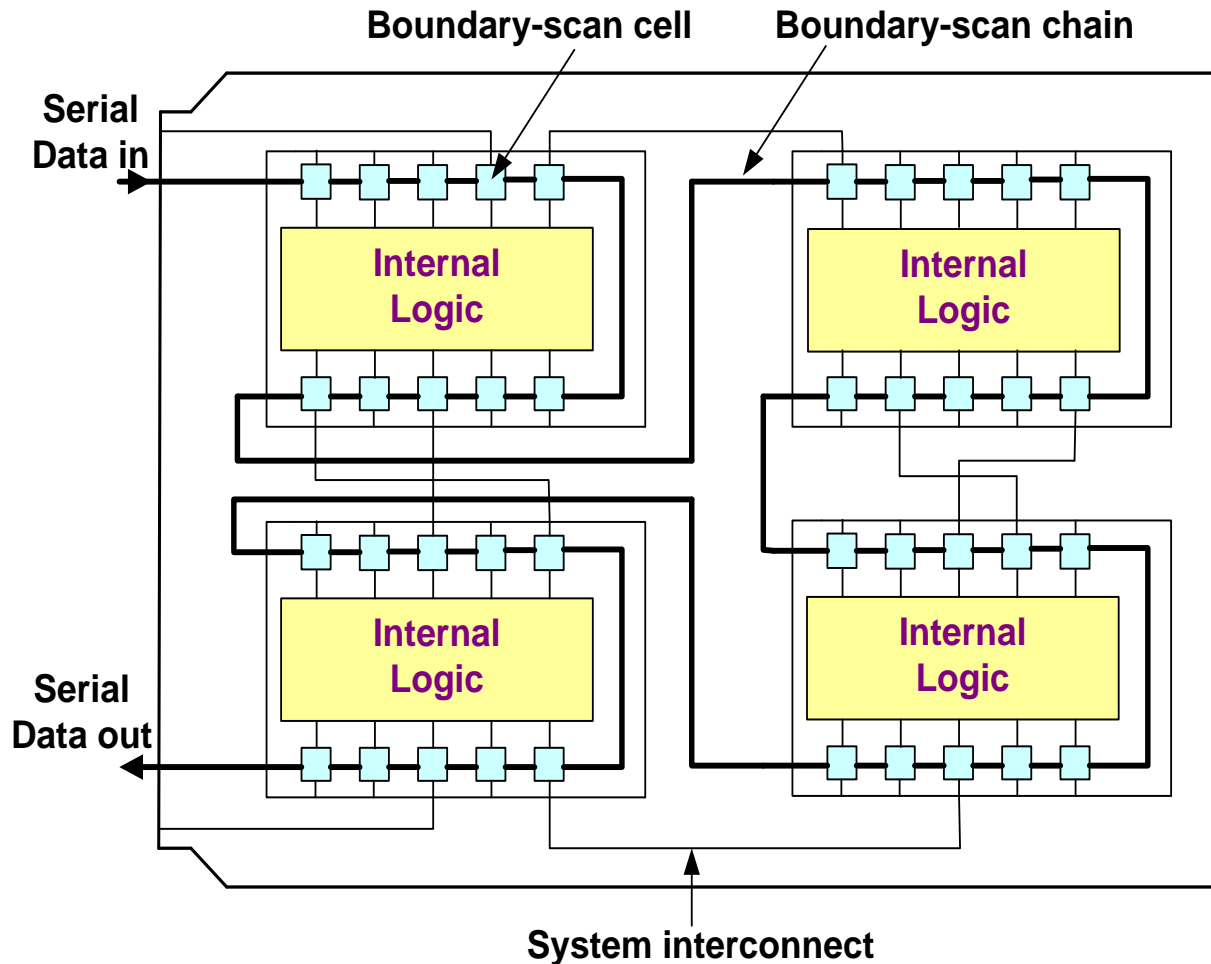 Boundary-scan cell
Boundary-scan chain
Serial
Data in
Internal
Logic
Internal
Logic
Internal
Logic
Internal
Logic
Serial
Data out
System interconnect